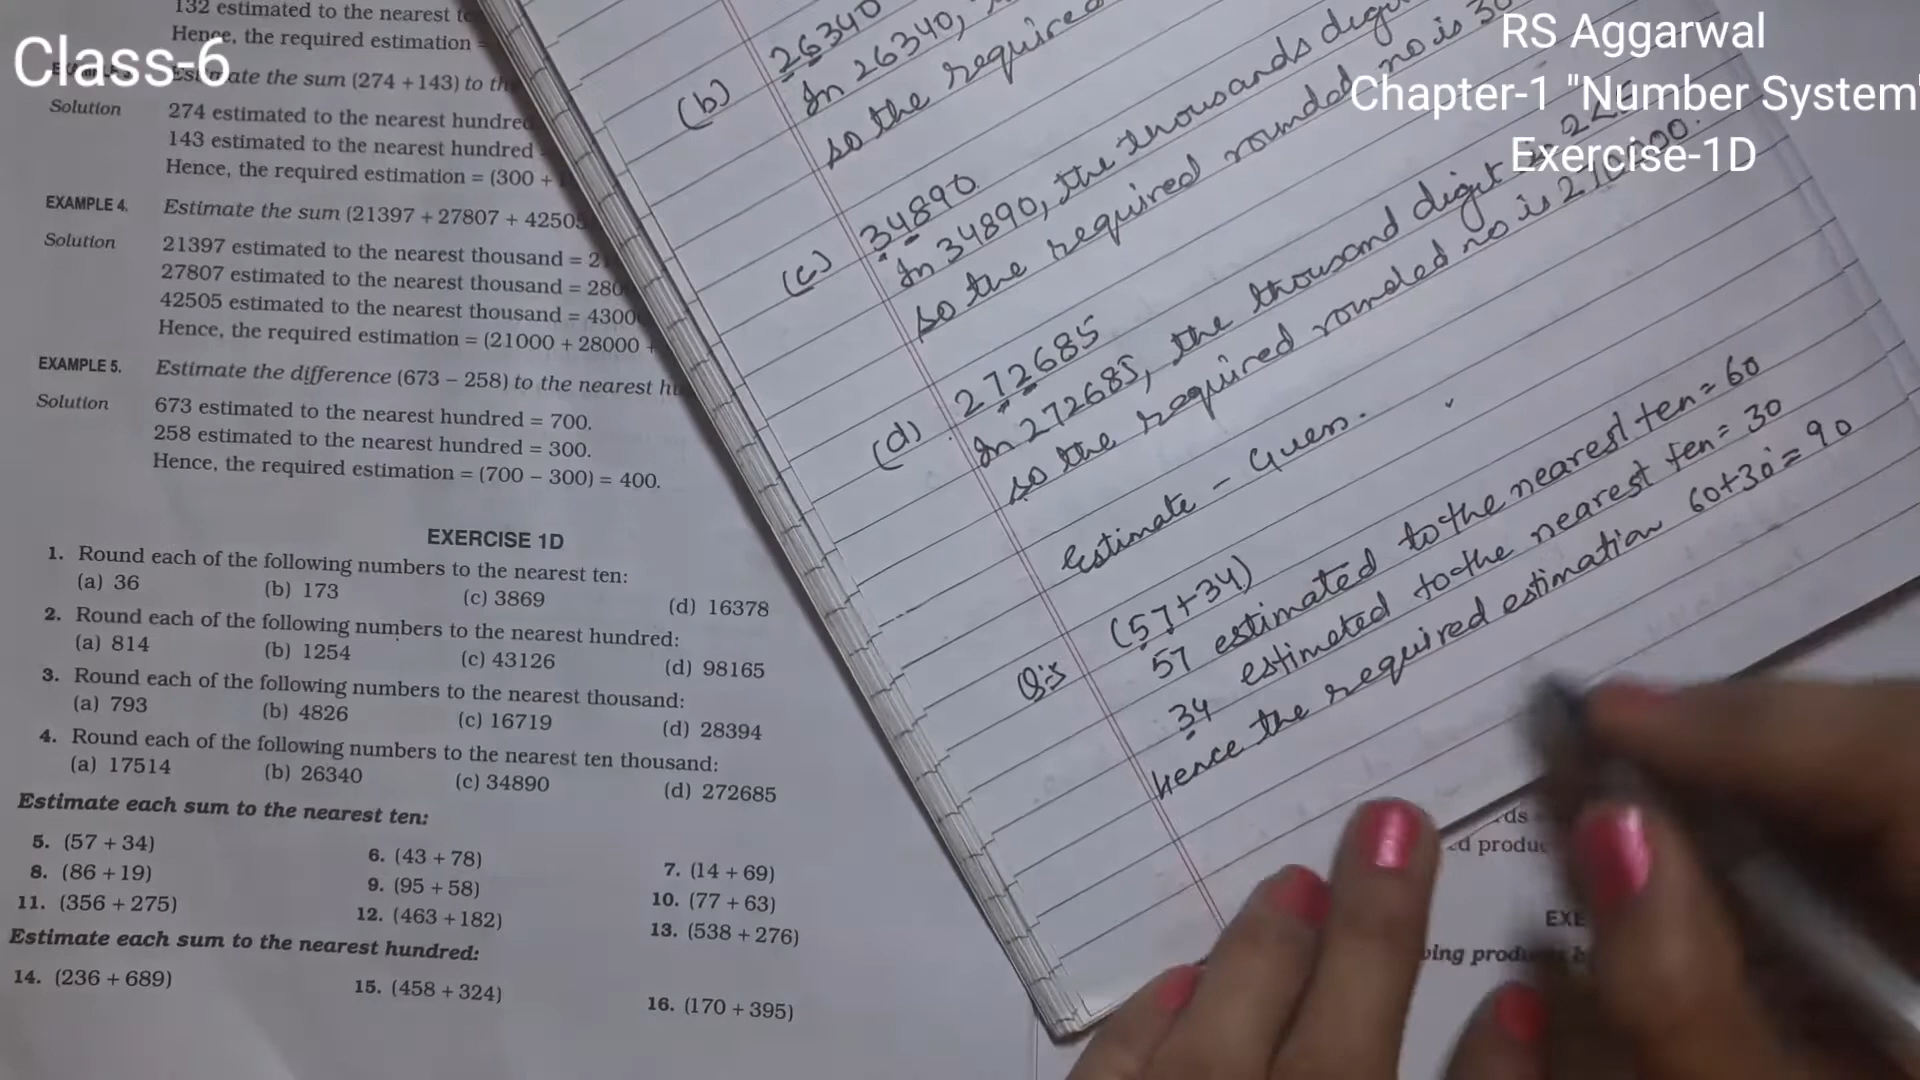 Class-6
RS Aggarwal
Chapter-1 "Number System"
Exercise-1D
132 estimated to the nearest
Hence, the required estimation =
Estimate the sum (274 + 143) to
Solution
274 estimated to the nearest
143 estimated to the nearest hundred
Hence, the required estimation = (300 +
EXAMPLE 4. Estimate the sum (21397 + 27807 + 42505
Solution
21397 estimated to the nearest thousand =
27807 estimated to the nearest thousand =
42505 estimated to the nearest thousand =
Hence, the required estimation = (21000 + 28000 +
EXAMPLE 5. Estimate the difference (673 – 258) to the nearest
Solution
673 estimated to the nearest hundred = 700.
258 estimated to the nearest hundred = 300.
Hence, the required estimation = (700 – 300) = 400.
EXERCISE 1D
1. Round each of the following numbers to the nearest ten:
(a) 36 (b) 173 (c) 3869 (d) 16378
2. Round each of the following numbers to the nearest hundred:
(a) 814 (b) 1254 (c) 43126 (d) 98165
3. Round each of the following numbers to the nearest thousand:
(a) 793 (b) 4826 (c) 16719 (d) 28394
4. Round each of the following numbers to the nearest ten thousand:
(a) 17514 (b) 26340 (c) 34890 (d) 272685
Estimate each sum to the nearest ten:
5. (57 + 34) 6. (43 + 78) 7. (14 + 69)
8. (86 + 19) 9. (95 + 58) 10. (77 + 63)
11. (356 + 275) 12. (463 + 182) 13. (538 + 276)
Estimate each sum to the nearest hundred:
14. (236 + 689) 15. (458 + 324) 16. (170 + 395)
(b) 26340
In 26340,
so the required
(c) 34890
In 34890, the thousands digit
so the required rounded no is
(d) 272685
In 272685, the thousand digit is
so the required rounded no is 270000.
Estimate - Guess.
Q:5 (57+34)
57 estimated to the nearest ten = 60
34 estimated to the nearest ten = 30
hence the required estimation 60+30 = 90
EXE